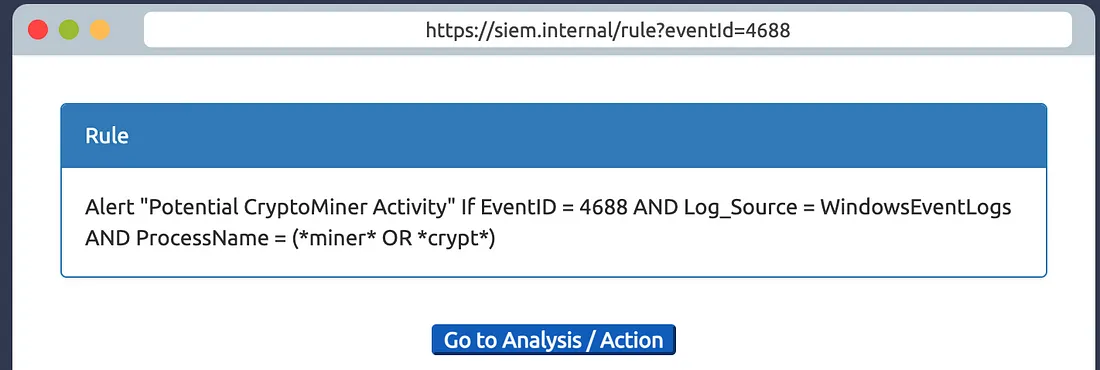 https://siem.internal/rule?eventId=4688
Rule
Alert "Potential CryptoMiner Activity" If EventID = 4688 AND Log_Source = WindowsEventLogs
AND ProcessName = (*miner* OR *crypt*)
Go to Analysis / Action